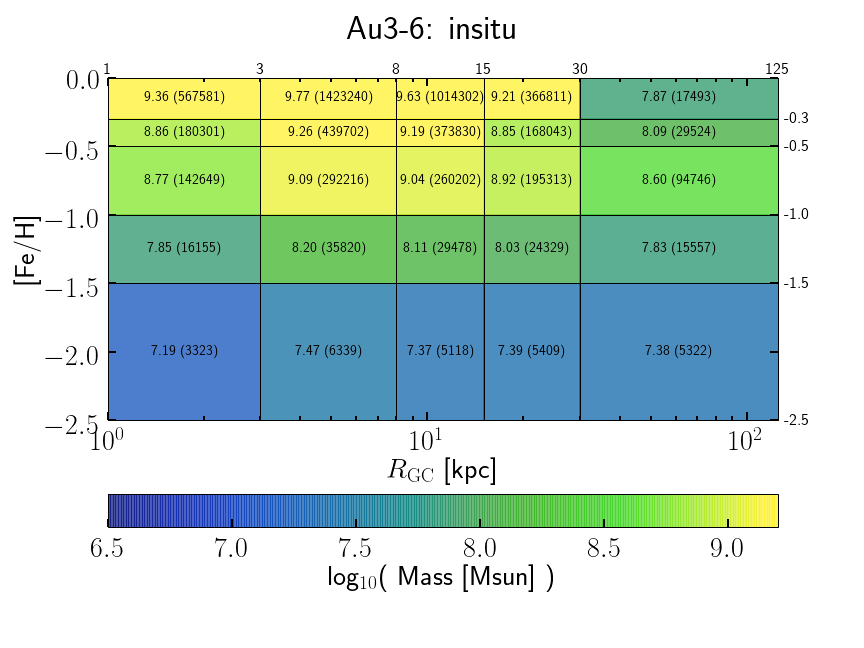 Au3-6: insitu
1 3 8 15 30 125
0.0 9.36 (567581) 9.77 (1423240) 9.63 (1014302) 9.21 (366811) 7.87 (17493)
-0.3
8.86 (180301) 9.26 (439702) 9.19 (373830) 8.85 (168043) 8.09 (29524)
−0.5 -0.5
8.77 (142649) 9.09 (292216) 9.04 (260202) 8.92 (195313) 8.60 (94746)
−1.0 -1.0
[Fe/H]
7.85 (16155) 8.20 (35820) 8.11 (29478) 8.03 (24329) 7.83 (15557)
−1.5 -1.5
−2.0 7.19 (3323) 7.47 (6339) 7.37 (5118) 7.39 (5409) 7.38 (5322)
−2.5 -2.5
10⁰ 10¹ 10²
R_GC [kpc]
6.5 7.0 7.5 8.0 8.5 9.0
log₁₀( Mass [Msun] )